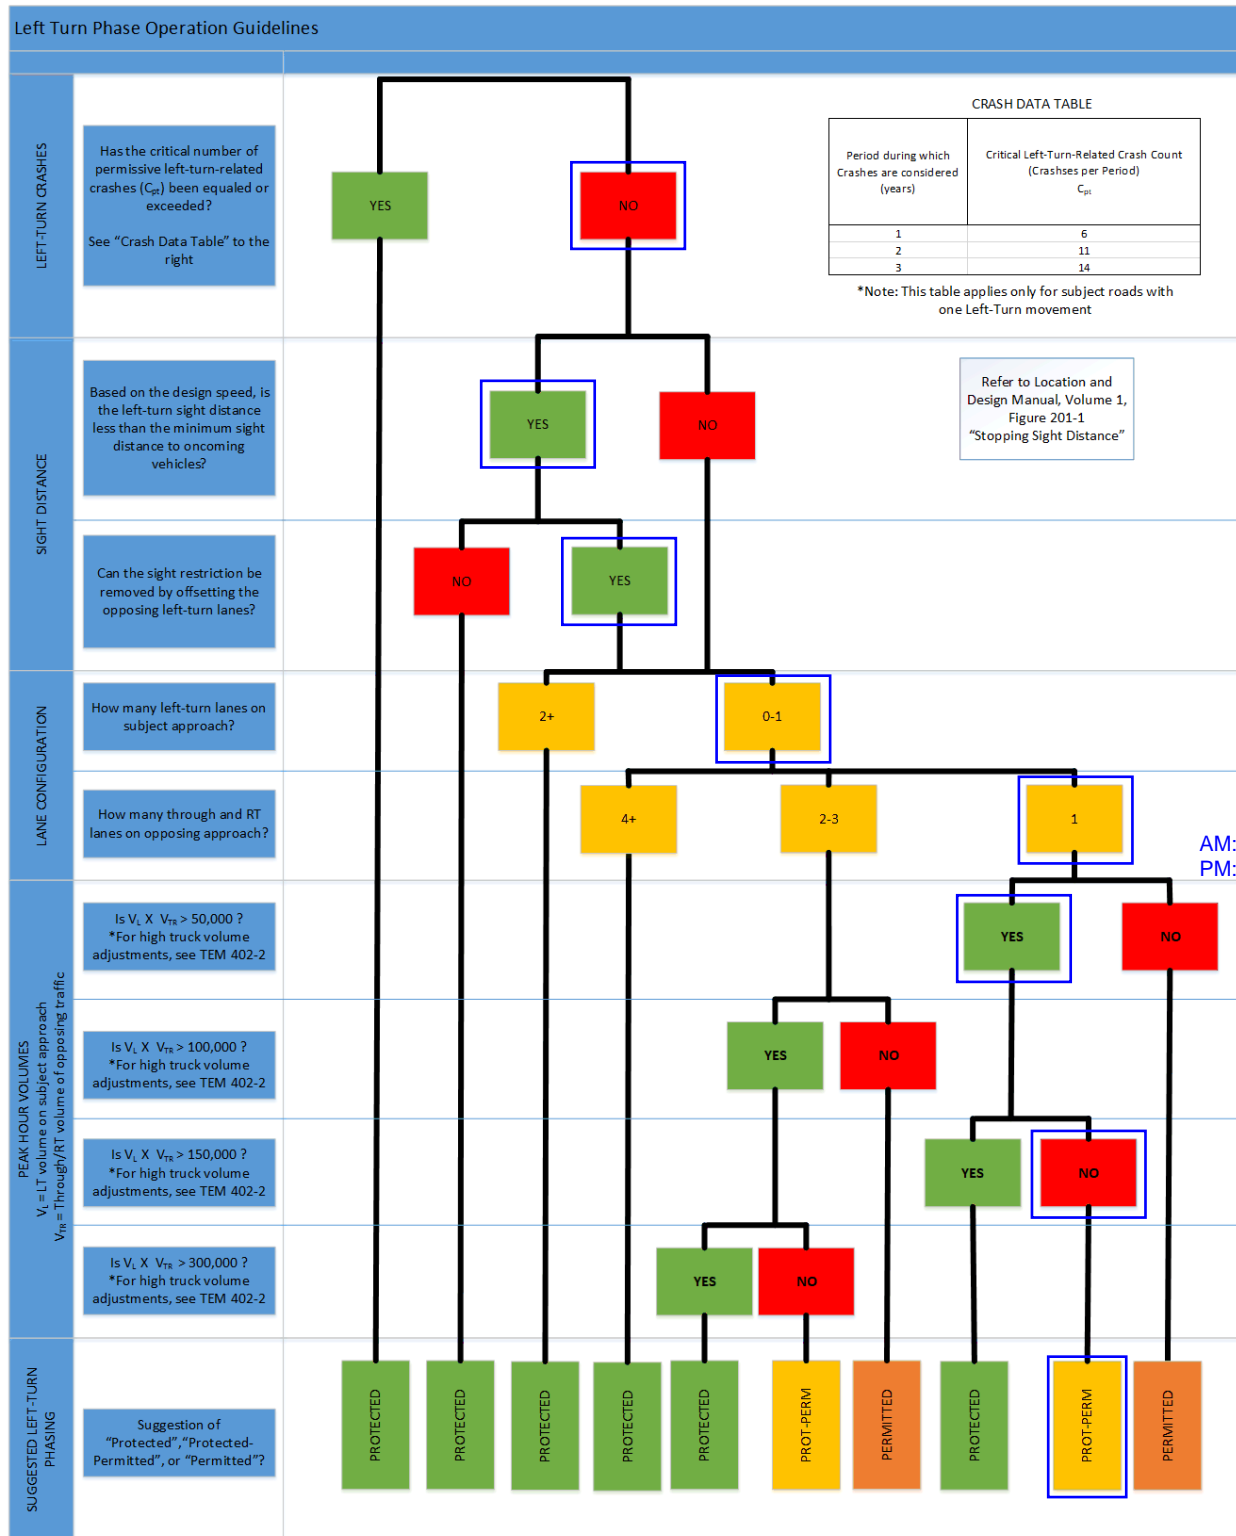 Left Turn Phase Operation Guidelines
LEFT-TURN CRASHES
Has the critical number of
permissive left-turn-related
crashes (Cpt) been equaled or
exceeded?
See “Crash Data Table” to the
right
YES
NO
CRASH DATA TABLE
Period during which
Crashes are considered
(years)
Critical Left-Turn-Related Crash Count
(Crashses per Period)
Cpt
1
6
2
11
3
14
*Note: This table applies only for subject roads with
one Left-Turn movement
SIGHT DISTANCE
Based on the design speed, is
the left-turn sight distance
less than the minimum sight
distance to oncoming
vehicles?
YES
NO
Refer to Location and
Design Manual, Volume 1,
Figure 201-1
“Stopping Sight Distance”
Can the sight restriction be
removed by offsetting the
opposing left-turn lanes?
NO
YES
LANE CONFIGURATION
How many left-turn lanes on
subject approach?
2+
0-1
How many through and RT
lanes on opposing approach?
4+
2-3
1
AM:
PM:
PEAK HOUR VOLUMES
VL = LT volume on subject approach
VTR = Through/RT volume of opposing traffic
Is VL X VTR > 50,000 ?
*For high truck volume
adjustments, see TEM 402-2
YES
NO
Is VL X VTR > 100,000 ?
*For high truck volume
adjustments, see TEM 402-2
YES
NO
Is VL X VTR > 150,000 ?
*For high truck volume
adjustments, see TEM 402-2
YES
NO
Is VL X VTR > 300,000 ?
*For high truck volume
adjustments, see TEM 402-2
YES
NO
SUGGESTED LEFT-TURN
PHASING
Suggestion of
“Protected”,“Protected-
Permitted”, or “Permitted”?
PROTECTED
PROTECTED
PROTECTED
PROTECTED
PROTECTED
PROT-PERM
PERMITTED
PROTECTED
PROT-PERM
PERMITTED